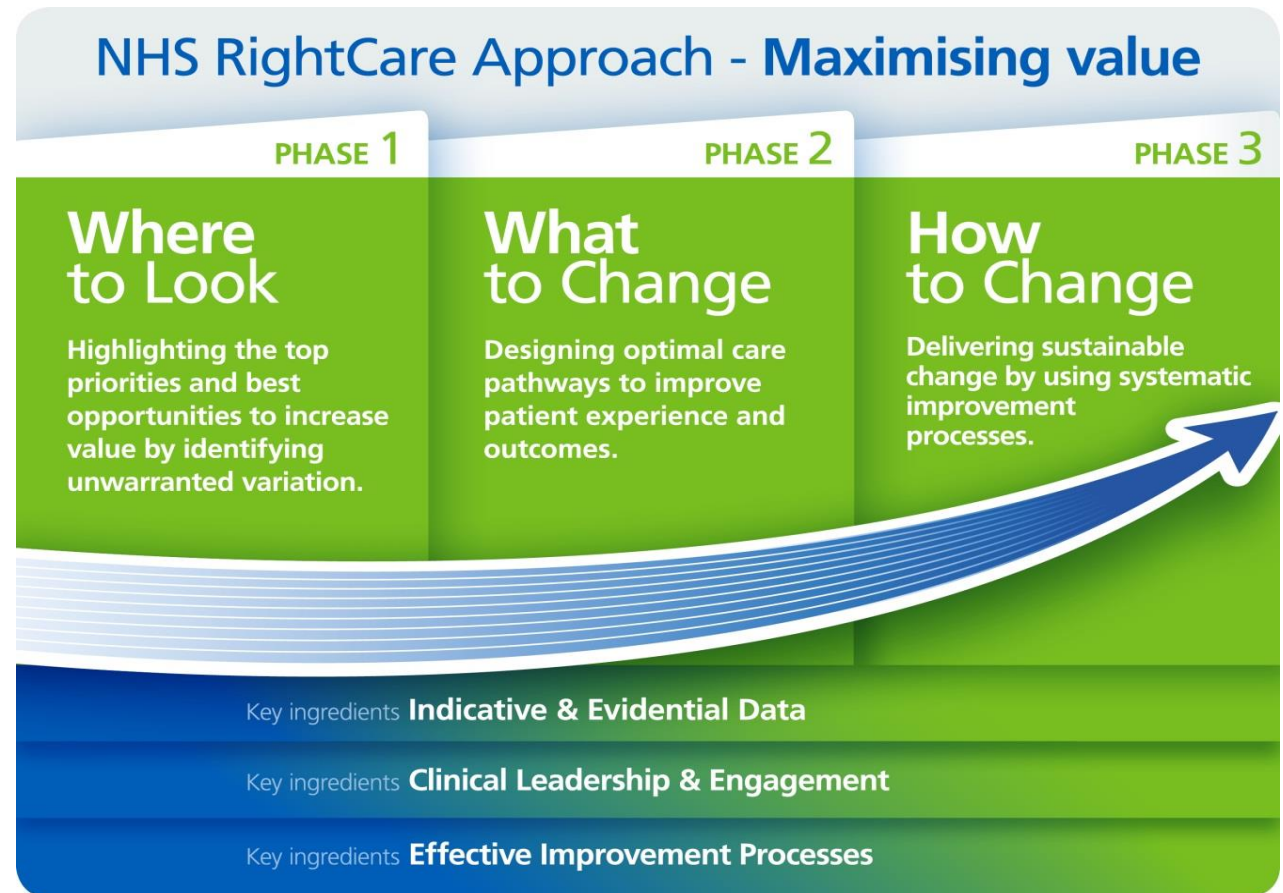 NHS RightCare Approach - Maximising value
PHASE 1
Where
to Look
Highlighting the top
priorities and best
opportunities to increase
value by identifying
unwarranted variation.
PHASE 2
What
to Change
Designing optimal care
pathways to improve
patient experience and
outcomes.
PHASE 3
How
to Change
Delivering sustainable
change by using systematic
improvement
processes.
Key ingredients Indicative & Evidential Data
Key ingredients Clinical Leadership & Engagement
Key ingredients Effective Improvement Processes